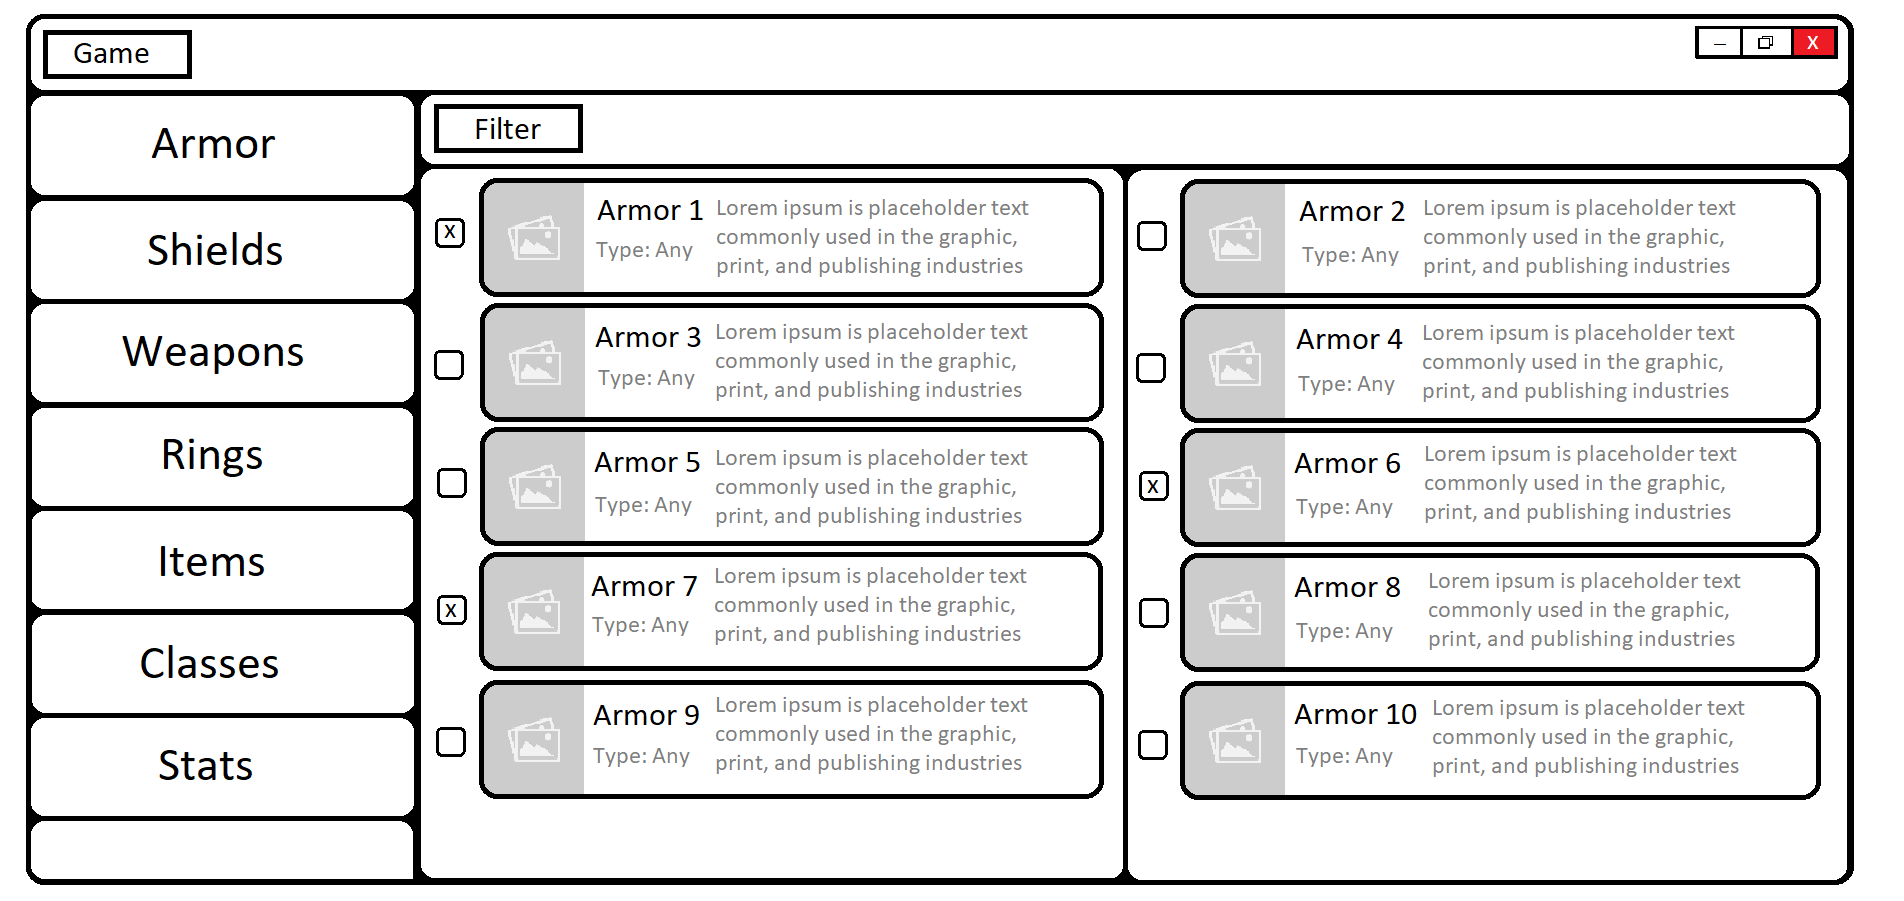 Game
X
Armor
Shields
Weapons
Rings
Items
Classes
Stats
Filter
X
Armor 1
Type: Any
Lorem ipsum is placeholder text
commonly used in the graphic,
print, and publishing industries
Armor 2
Type: Any
Lorem ipsum is placeholder text
commonly used in the graphic,
print, and publishing industries
Armor 3
Type: Any
Lorem ipsum is placeholder text
commonly used in the graphic,
print, and publishing industries
Armor 4
Type: Any
Lorem ipsum is placeholder text
commonly used in the graphic,
print, and publishing industries
Armor 5
Type: Any
Lorem ipsum is placeholder text
commonly used in the graphic,
print, and publishing industries
X
Armor 6
Type: Any
Lorem ipsum is placeholder text
commonly used in the graphic,
print, and publishing industries
X
Armor 7
Type: Any
Lorem ipsum is placeholder text
commonly used in the graphic,
print, and publishing industries
Armor 8
Type: Any
Lorem ipsum is placeholder text
commonly used in the graphic,
print, and publishing industries
Armor 9
Type: Any
Lorem ipsum is placeholder text
commonly used in the graphic,
print, and publishing industries
Armor 10
Type: Any
Lorem ipsum is placeholder text
commonly used in the graphic,
print, and publishing industries